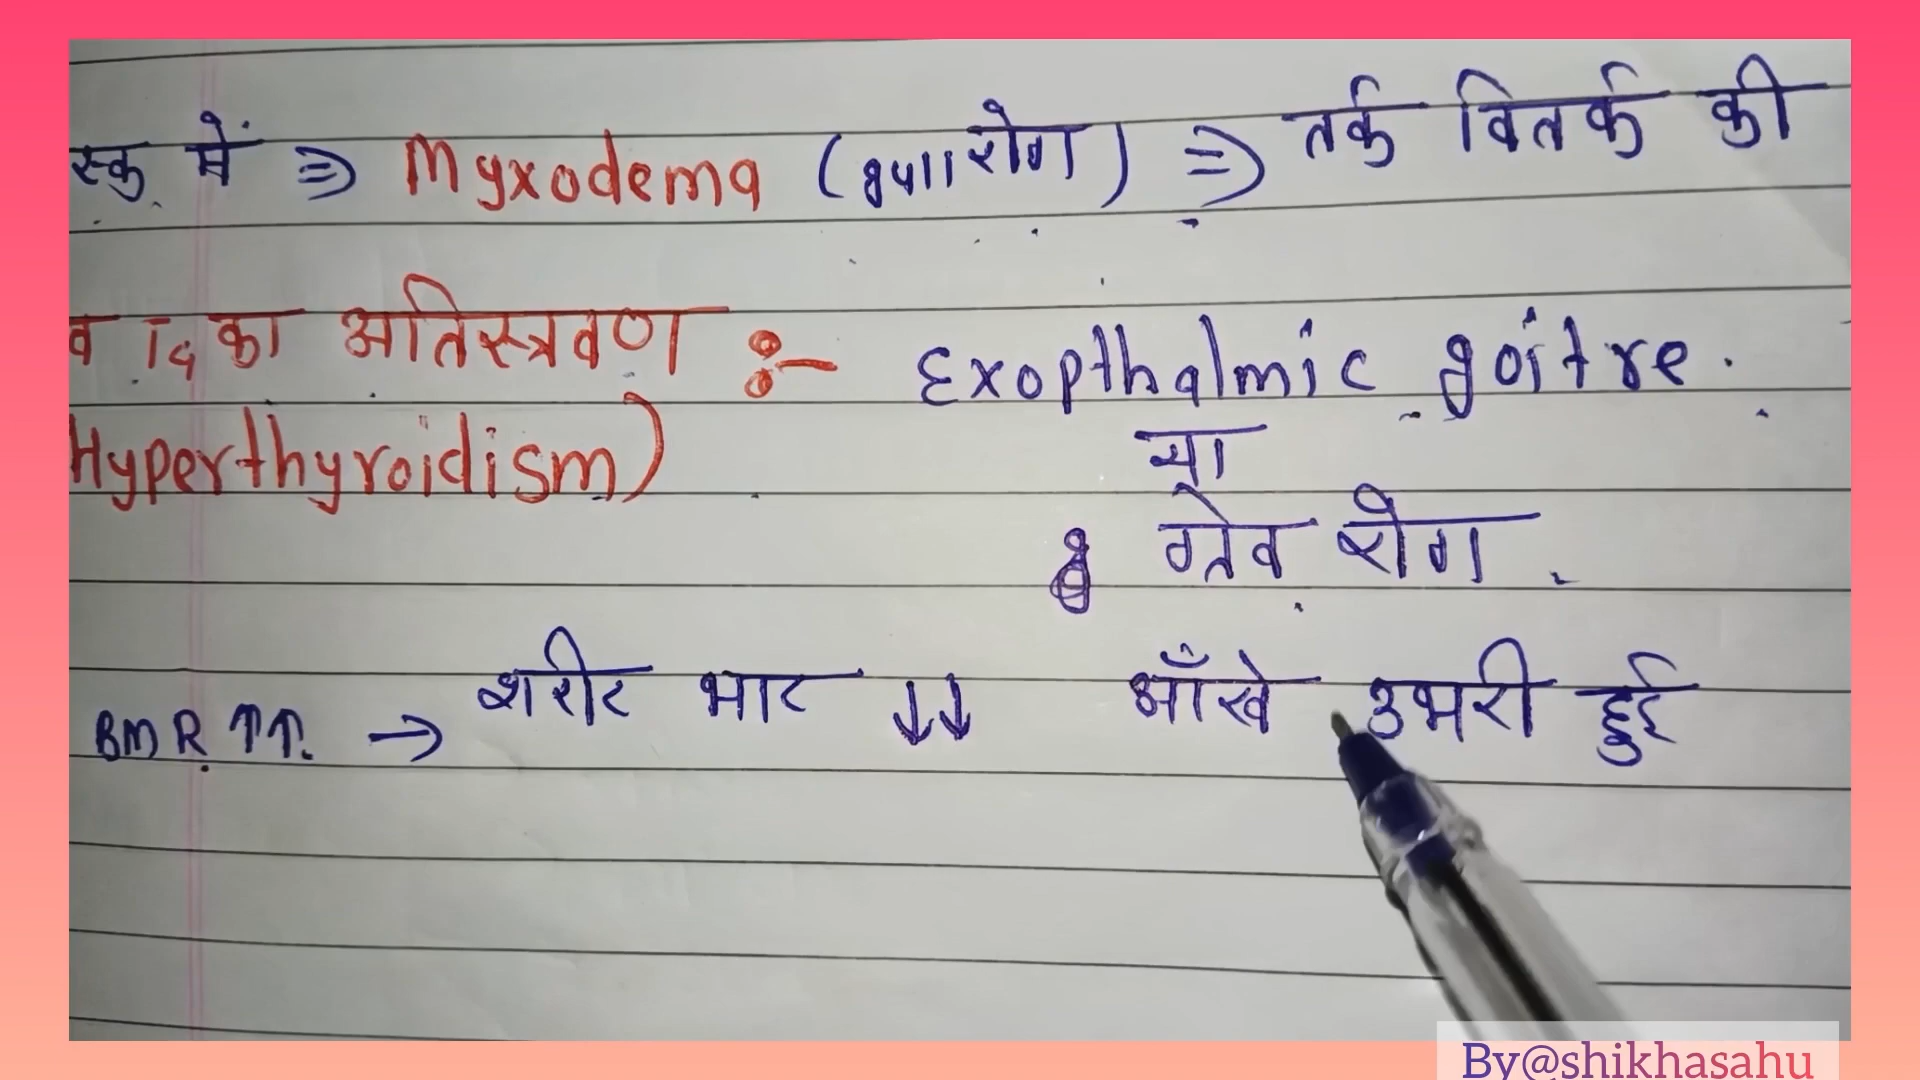 स्क में ⇒ Myxodema ( रोग) ⇒ तर्क वितर्क की
व T4 का अतिस्त्रवण :- Exopthalmic goitre.
Hyperthyroidism)
या
ग्रेव रोग.
BMR ↑↑. → शरीर भार ↓↓ आँखे उभरी हुई
By@shikhasahu